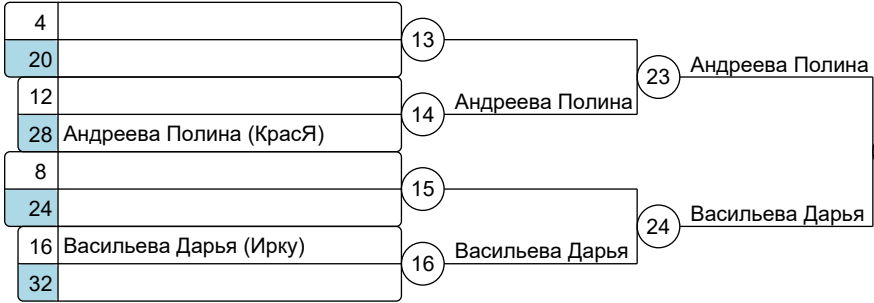 4
13
20
23 Андреева Полина
12
14 Андреева Полина
28 Андреева Полина (КрасЯ)
8
15
24
24 Васильева Дарья
16 Васильева Дарья (Ирку)
16 Васильева Дарья
32